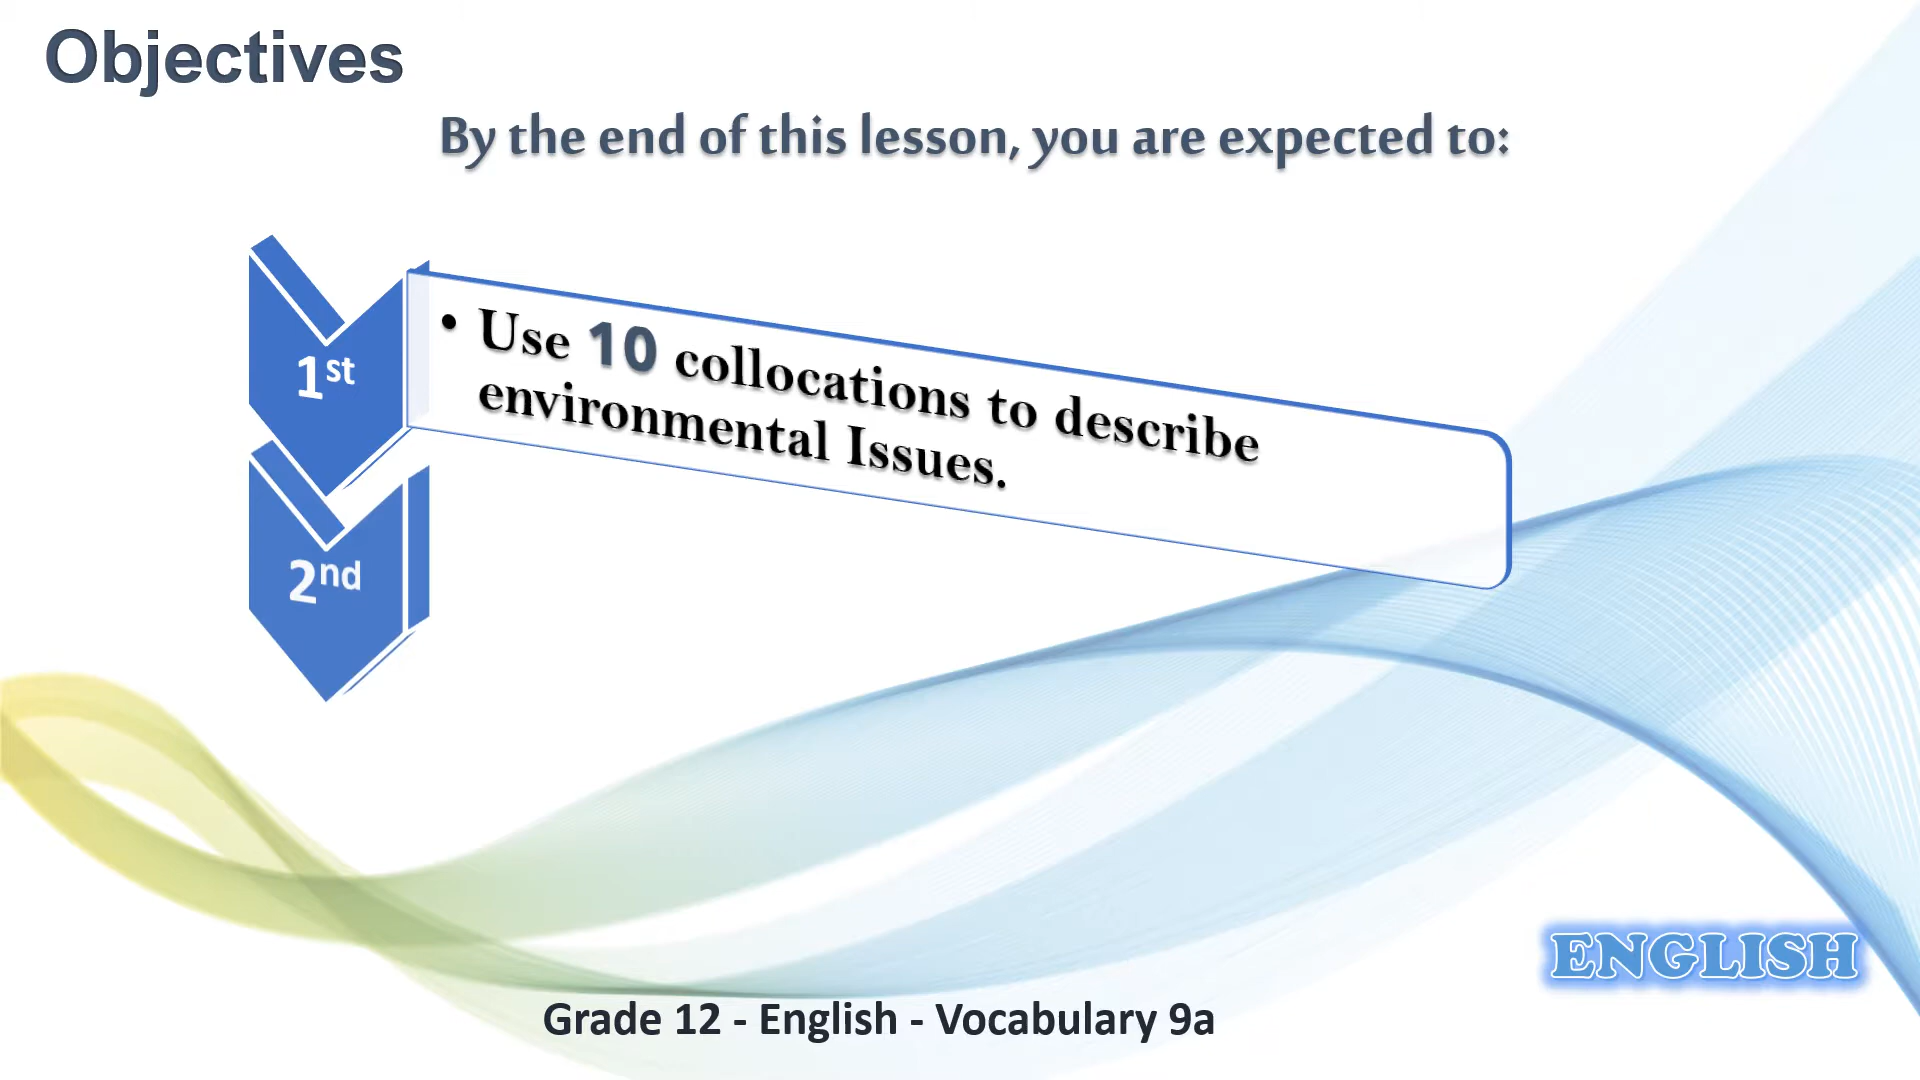 Objectives
By the end of this lesson, you are expected to:
1st
• Use 10 collocations to describe
environmental Issues.
2nd
ENGLISH
Grade 12 - English - Vocabulary 9a